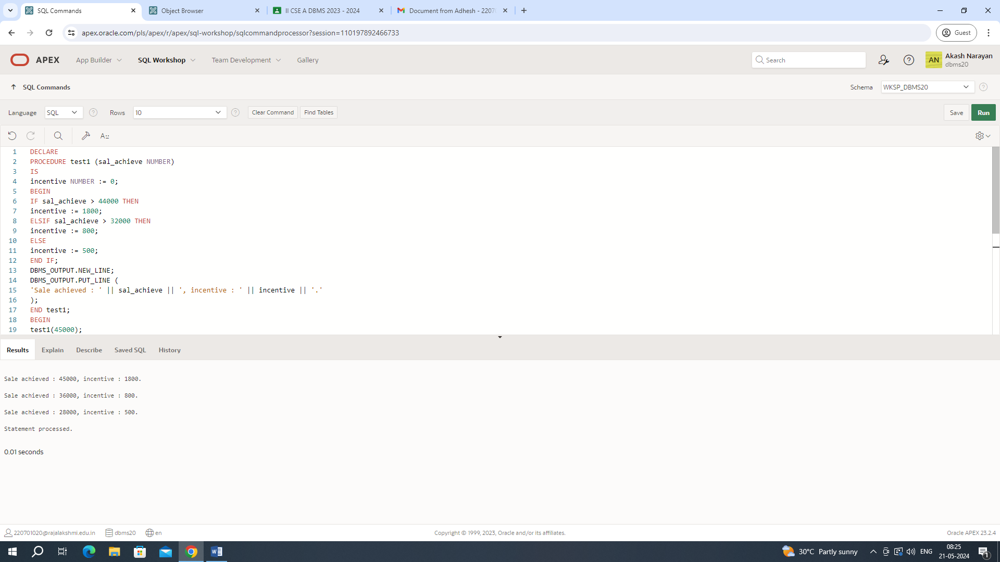 SQL Commands
Object Browser
II CSE A DBMS 2023 - 2024
Document from Adhesh - 2207
apex.oracle.com/pls/apex/r/apex/sql-workshop/sqlcommandprocessor?session=110197892466733
Guest
APEX
App Builder
SQL Workshop
Team Development
Gallery
Search
AN
Akash Narayan
dbms20
SQL Commands
Schema
WKSP_DBMS20
Language
SQL
Rows
10
Clear Command
Find Tables
Save
Run
A::
1 DECLARE
2 PROCEDURE test1 (sal_achieve NUMBER)
3 IS
4 incentive NUMBER := 0;
5 BEGIN
6 IF sal_achieve > 44000 THEN
7 incentive := 1800;
8 ELSIF sal_achieve > 32000 THEN
9 incentive := 800;
10 ELSE
11 incentive := 500;
12 END IF;
13 DBMS_OUTPUT.NEW_LINE;
14 DBMS_OUTPUT.PUT_LINE (
15 'Sale achieved : ' || sal_achieve || ', incentive : ' || incentive || '.'
16 );
17 END test1;
18 BEGIN
19 test1(45000);
Results
Explain
Describe
Saved SQL
History
Sale achieved : 45000, incentive : 1800.
Sale achieved : 36000, incentive : 800.
Sale achieved : 28000, incentive : 500.
Statement processed.
0.01 seconds
220701020@rajalakshmi.edu.in
dbms20
en
Copyright © 1999, 2023, Oracle and/or its affiliates.
Oracle APEX 23.2.4
30°C Partly sunny
ENG
08:25
21-05-2024
1